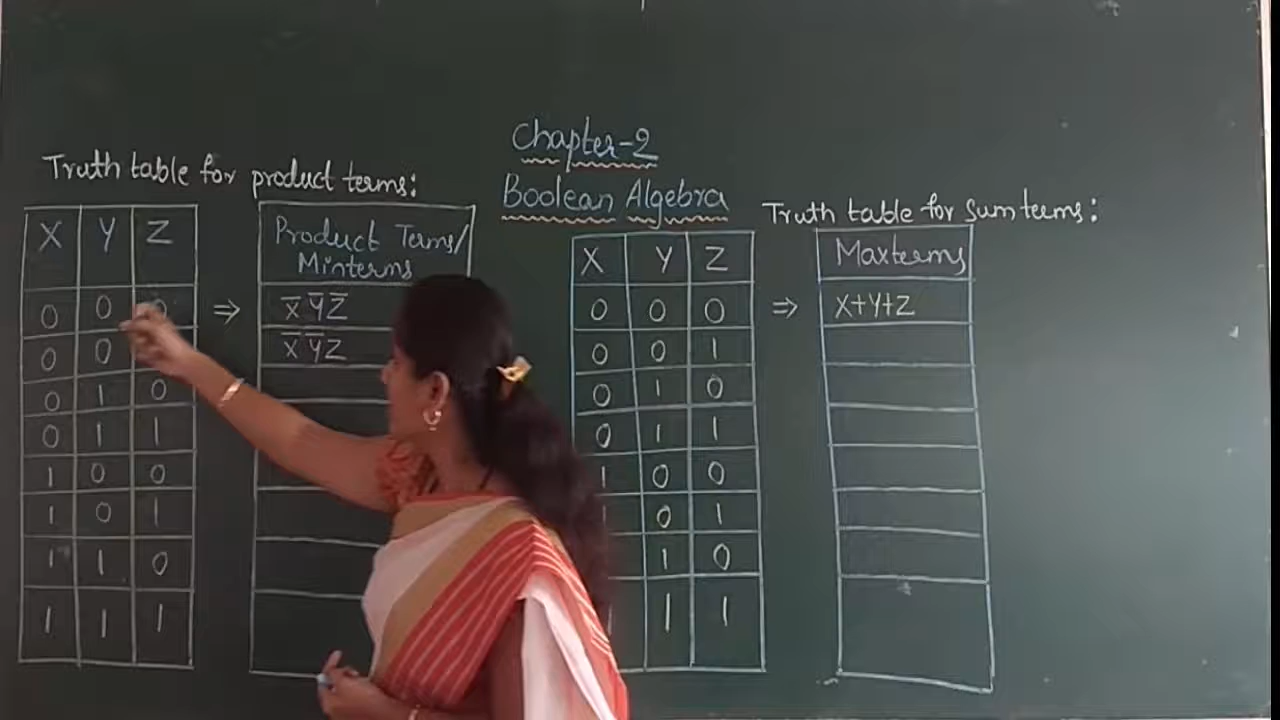 Chapter-2
Boolean Algebra
Truth table for product terms:
X Y Z
Product Terms/
Minterms
0 0 0 ⇒ X̅ Y̅ Z̅
0 0 X̅ Y̅ Z
0 1 0
0 1 1
1 0 0
1 0 1
1 1 0
1 1 1
Truth table for Sum terms:
X Y Z Maxterms
0 0 0 ⇒ X+Y+Z
0 0 1
0 1 0
0 1 1
1 0 0
0 1
1 0
1 1